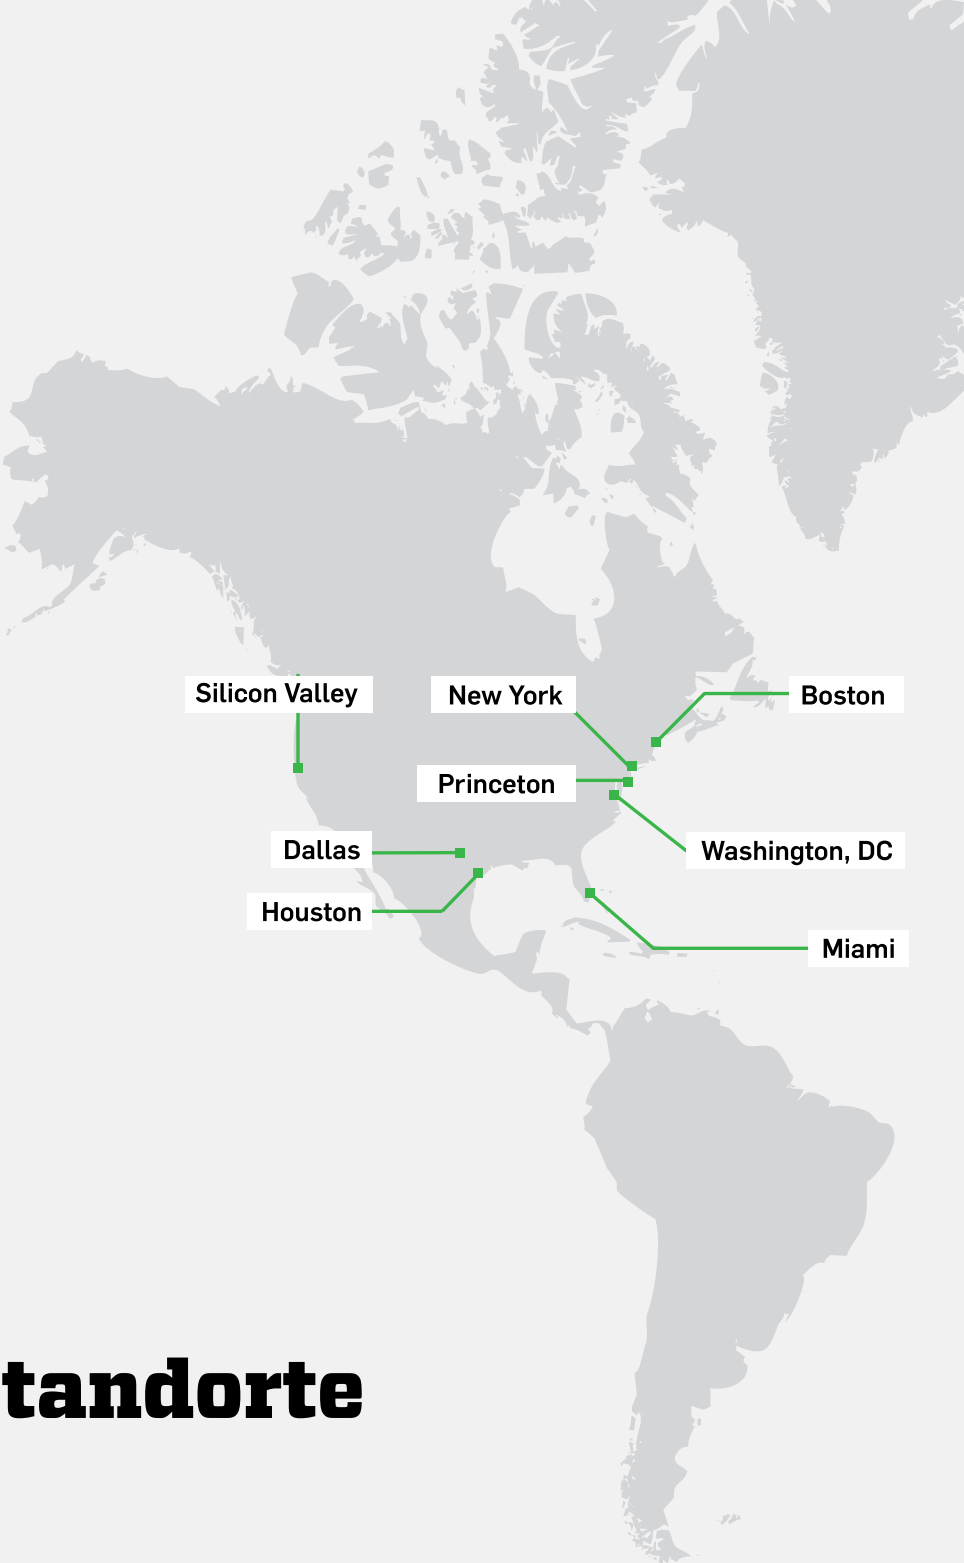 Silicon Valley
New York
Boston
Princeton
Dallas
Washington, DC
Houston
Miami
tandorte